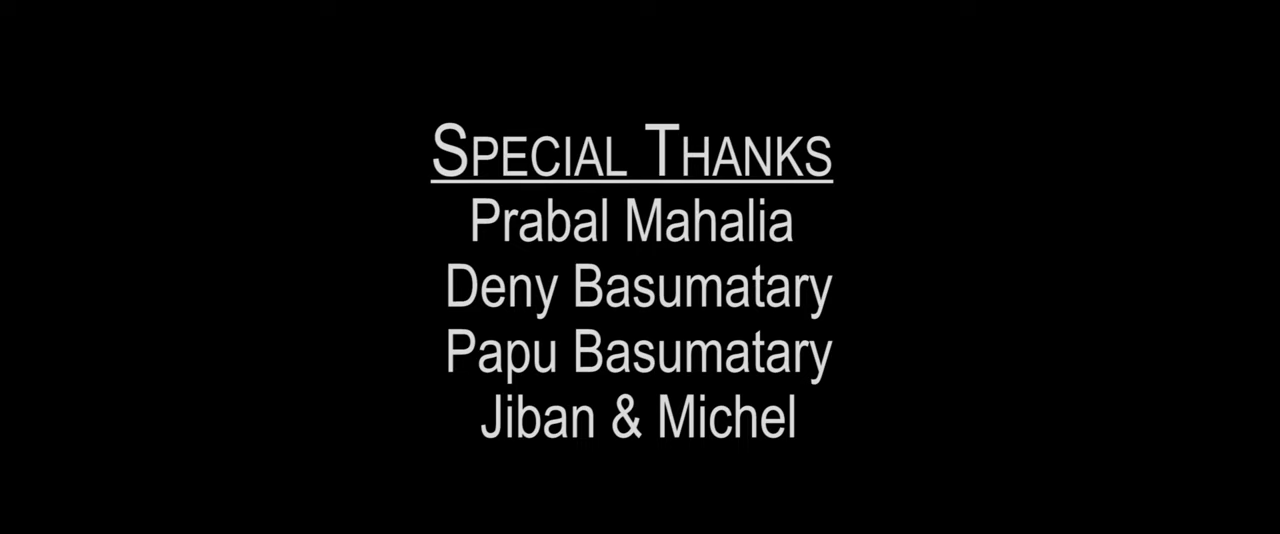 SPECIAL THANKS
Prabal Mahalia
Deny Basumatary
Papu Basumatary
Jiban & Michel